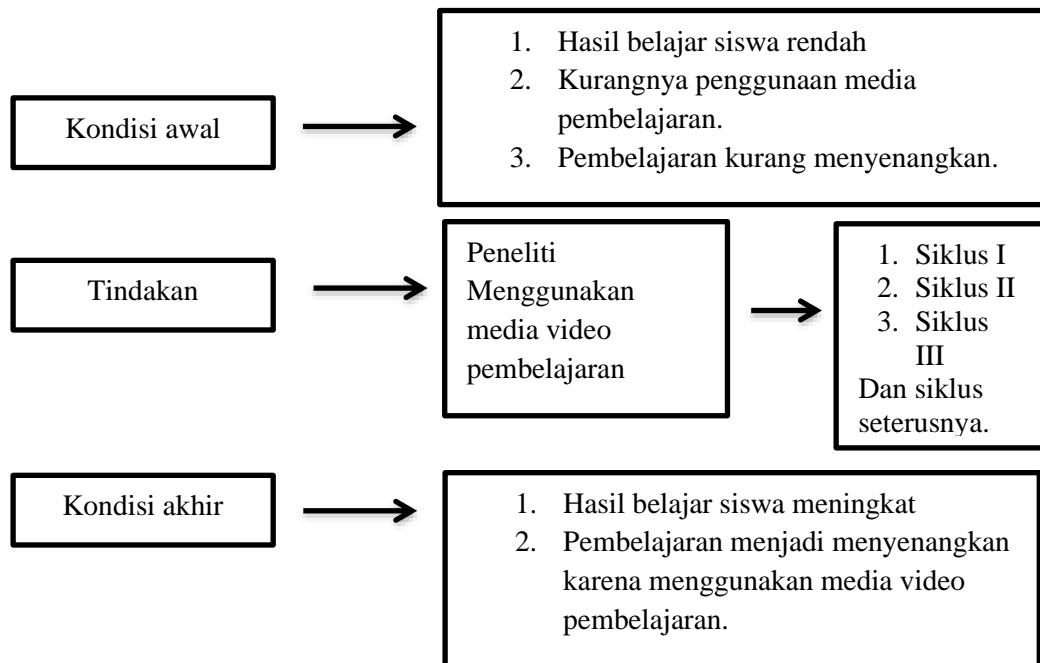 Kondisi awal
1. Hasil belajar siswa rendah
2. Kurangnya penggunaan media
pembelajaran.
3. Pembelajaran kurang menyenangkan.
Tindakan
Peneliti
Menggunakan
media video
pembelajaran
1. Siklus I
2. Siklus II
3. Siklus
III
Dan siklus
seterusnya.
Kondisi akhir
1. Hasil belajar siswa meningkat
2. Pembelajaran menjadi menyenangkan
karena menggunakan media video
pembelajaran.